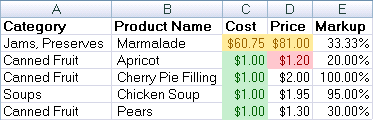 A B C D E
Category Product Name Cost Price Markup
Jams, Preserves Marmalade $60.75 $81.00 33.33%
Canned Fruit Apricot $1.00 $1.20 20.00%
Canned Fruit Cherry Pie Filling $1.00 $2.00 100.00%
Soups Chicken Soup $1.00 $1.95 95.00%
Canned Fruit Pears $1.00 $1.30 30.00%